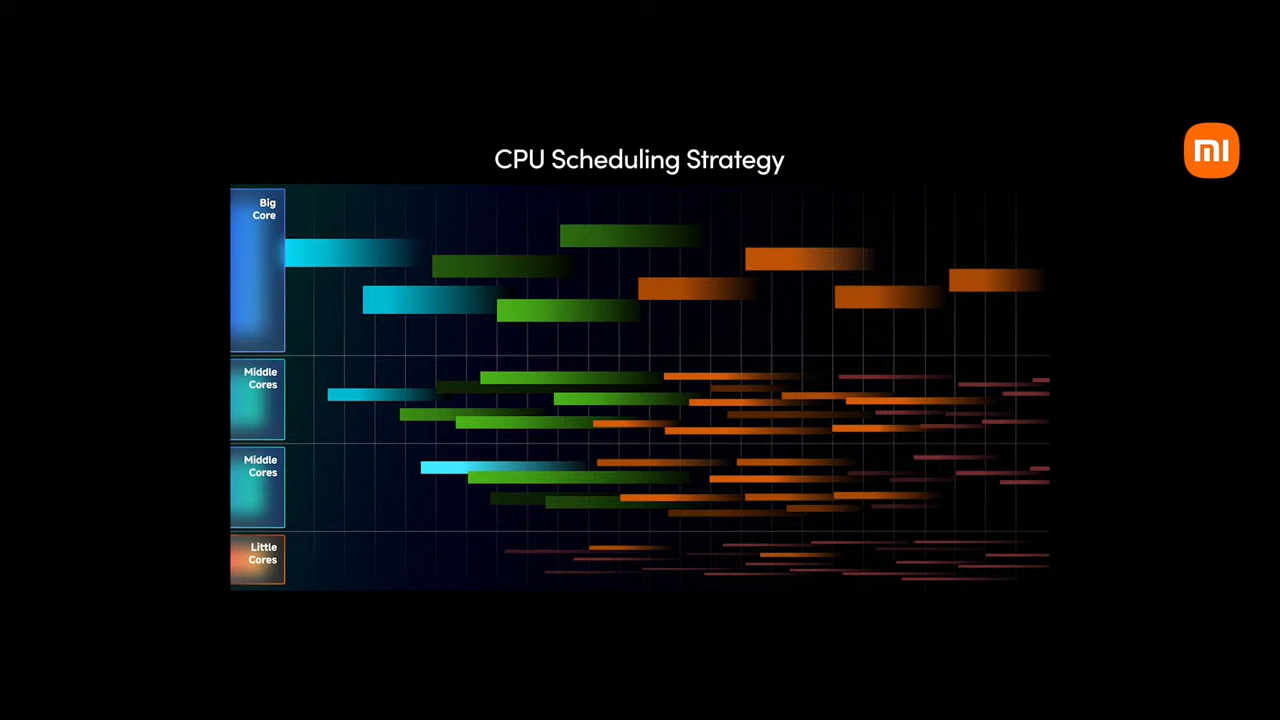 CPU Scheduling Strategy
mi
Big
Core
Middle
Cores
Middle
Cores
Little
Cores